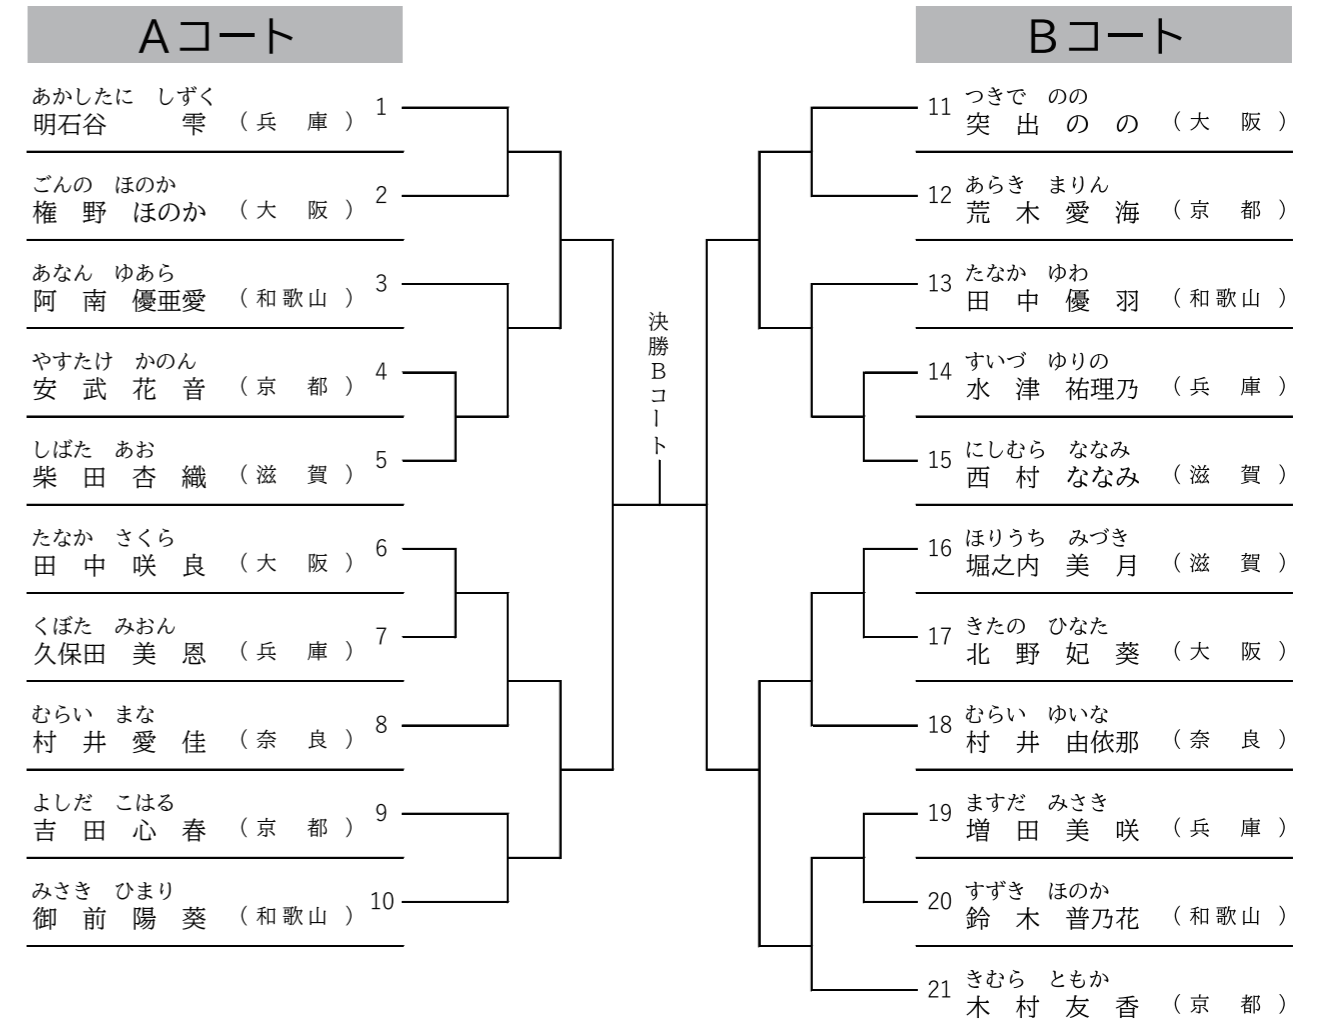 Aコート
あかしたに　しずく
明石谷　雫　（兵　庫）　1
ごんの　ほのか
権　野　ほのか　（大　阪）　2
あなん　ゆあら
阿　南　優亜愛　（和歌山）　3
やすたけ　かのん
安　武　花　音　（京　都）　4
しばた　あお
柴　田　杏　織　（滋　賀）　5
たなか　さくら
田　中　咲　良　（大　阪）　6
くぼた　みおん
久保田　美　恩　（兵　庫）　7
むらい　まな
村　井　愛　佳　（奈　良）　8
よしだ　こはる
吉　田　心　春　（京　都）　9
みさき　ひまり
御　前　陽　葵　（和歌山）　10
決勝Bコート
Bコート
つきで　のの
11　突　出　の　の　（大　阪）
あらき　まりん
12　荒　木　愛　海　（京　都）
たなか　ゆわ
13　田　中　優　羽　（和歌山）
すいづ　ゆりの
14　水　津　祐理乃　（兵　庫）
にしむら　ななみ
15　西　村　ななみ　（滋　賀）
ほりうち　みづき
16　堀之内　美　月　（滋　賀）
きたの　ひなた
17　北　野　妃　葵　（大　阪）
むらい　ゆいな
18　村　井　由依那　（奈　良）
ますだ　みさき
19　増　田　美　咲　（兵　庫）
すずき　ほのか
20　鈴　木　普乃花　（和歌山）
きむら　ともか
21　木　村　友　香　（京　都）